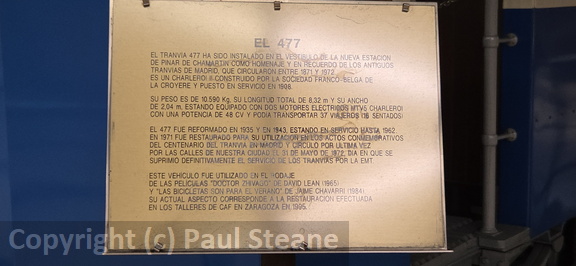 EL 477
EL TRANVIA 477 HA SIDO INSTALADO EN EL VESTIBULO DE LA NUEVA ESTACION
DE PINAR DE CHAMARTIN COMO HOMENAJE Y EN RECUERDO DE LOS ANTIGUOS
TRANVIAS DE MADRID, QUE CIRCULARON ENTRE 1871 Y 1972.
ES UN CHARLEROI II CONSTRUIDO POR LA SOCIEDAD FRANCO-BELGA DE
LA CROYERE Y PUESTO EN SERVICIO EN 1908.
SU PESO ES DE 10.590 Kg, SU LONGITUD TOTAL DE 8,32 m Y SU ANCHO
DE 2,04 m. ESTANDO EQUIPADO CON DOS MOTORES ELECTRICOS MTV5 CHARLEROI
CON UNA POTENCIA DE 48 CV Y PODIA TRANSPORTAR 37 VIAJEROS (16 SENTADOS)
EL 477 FUE REFORMADO EN 1935 Y EN 1943, ESTANDO EN SERVICIO HASTA 1962.
EN 1971 FUE RESTAURADO PARA SU UTILIZACION EN LOS ACTOS CONMEMORATIVOS
DEL CENTENARIO DEL TRANVIA EN MADRID Y CIRCULO POR ULTIMA VEZ
POR LAS CALLES DE NUESTRA CIUDAD EL 31 DE MAYO DE 1972, DIA EN QUE SE
SUPRIMIO DEFINITIVAMENTE EL SERVICIO DE LOS TRANVIAS POR LA EMT.
ESTE VEHICULO FUE UTILIZADO EN EL RODAJE
DE LAS PELICULAS "DOCTOR ZHIVAGO" DE DAVID LEAN (1965)
Y "LAS BICICLETAS SON PARA EL VERANO" DE JAIME CHAVARRI (1984)
SU ACTUAL ASPECTO CORRESPONDE A LA RESTAURACION EFECTUADA
EN LOS TALLERES DE CAF EN ZARAGOZA EN 1995.
Copyright (c) Paul Steane